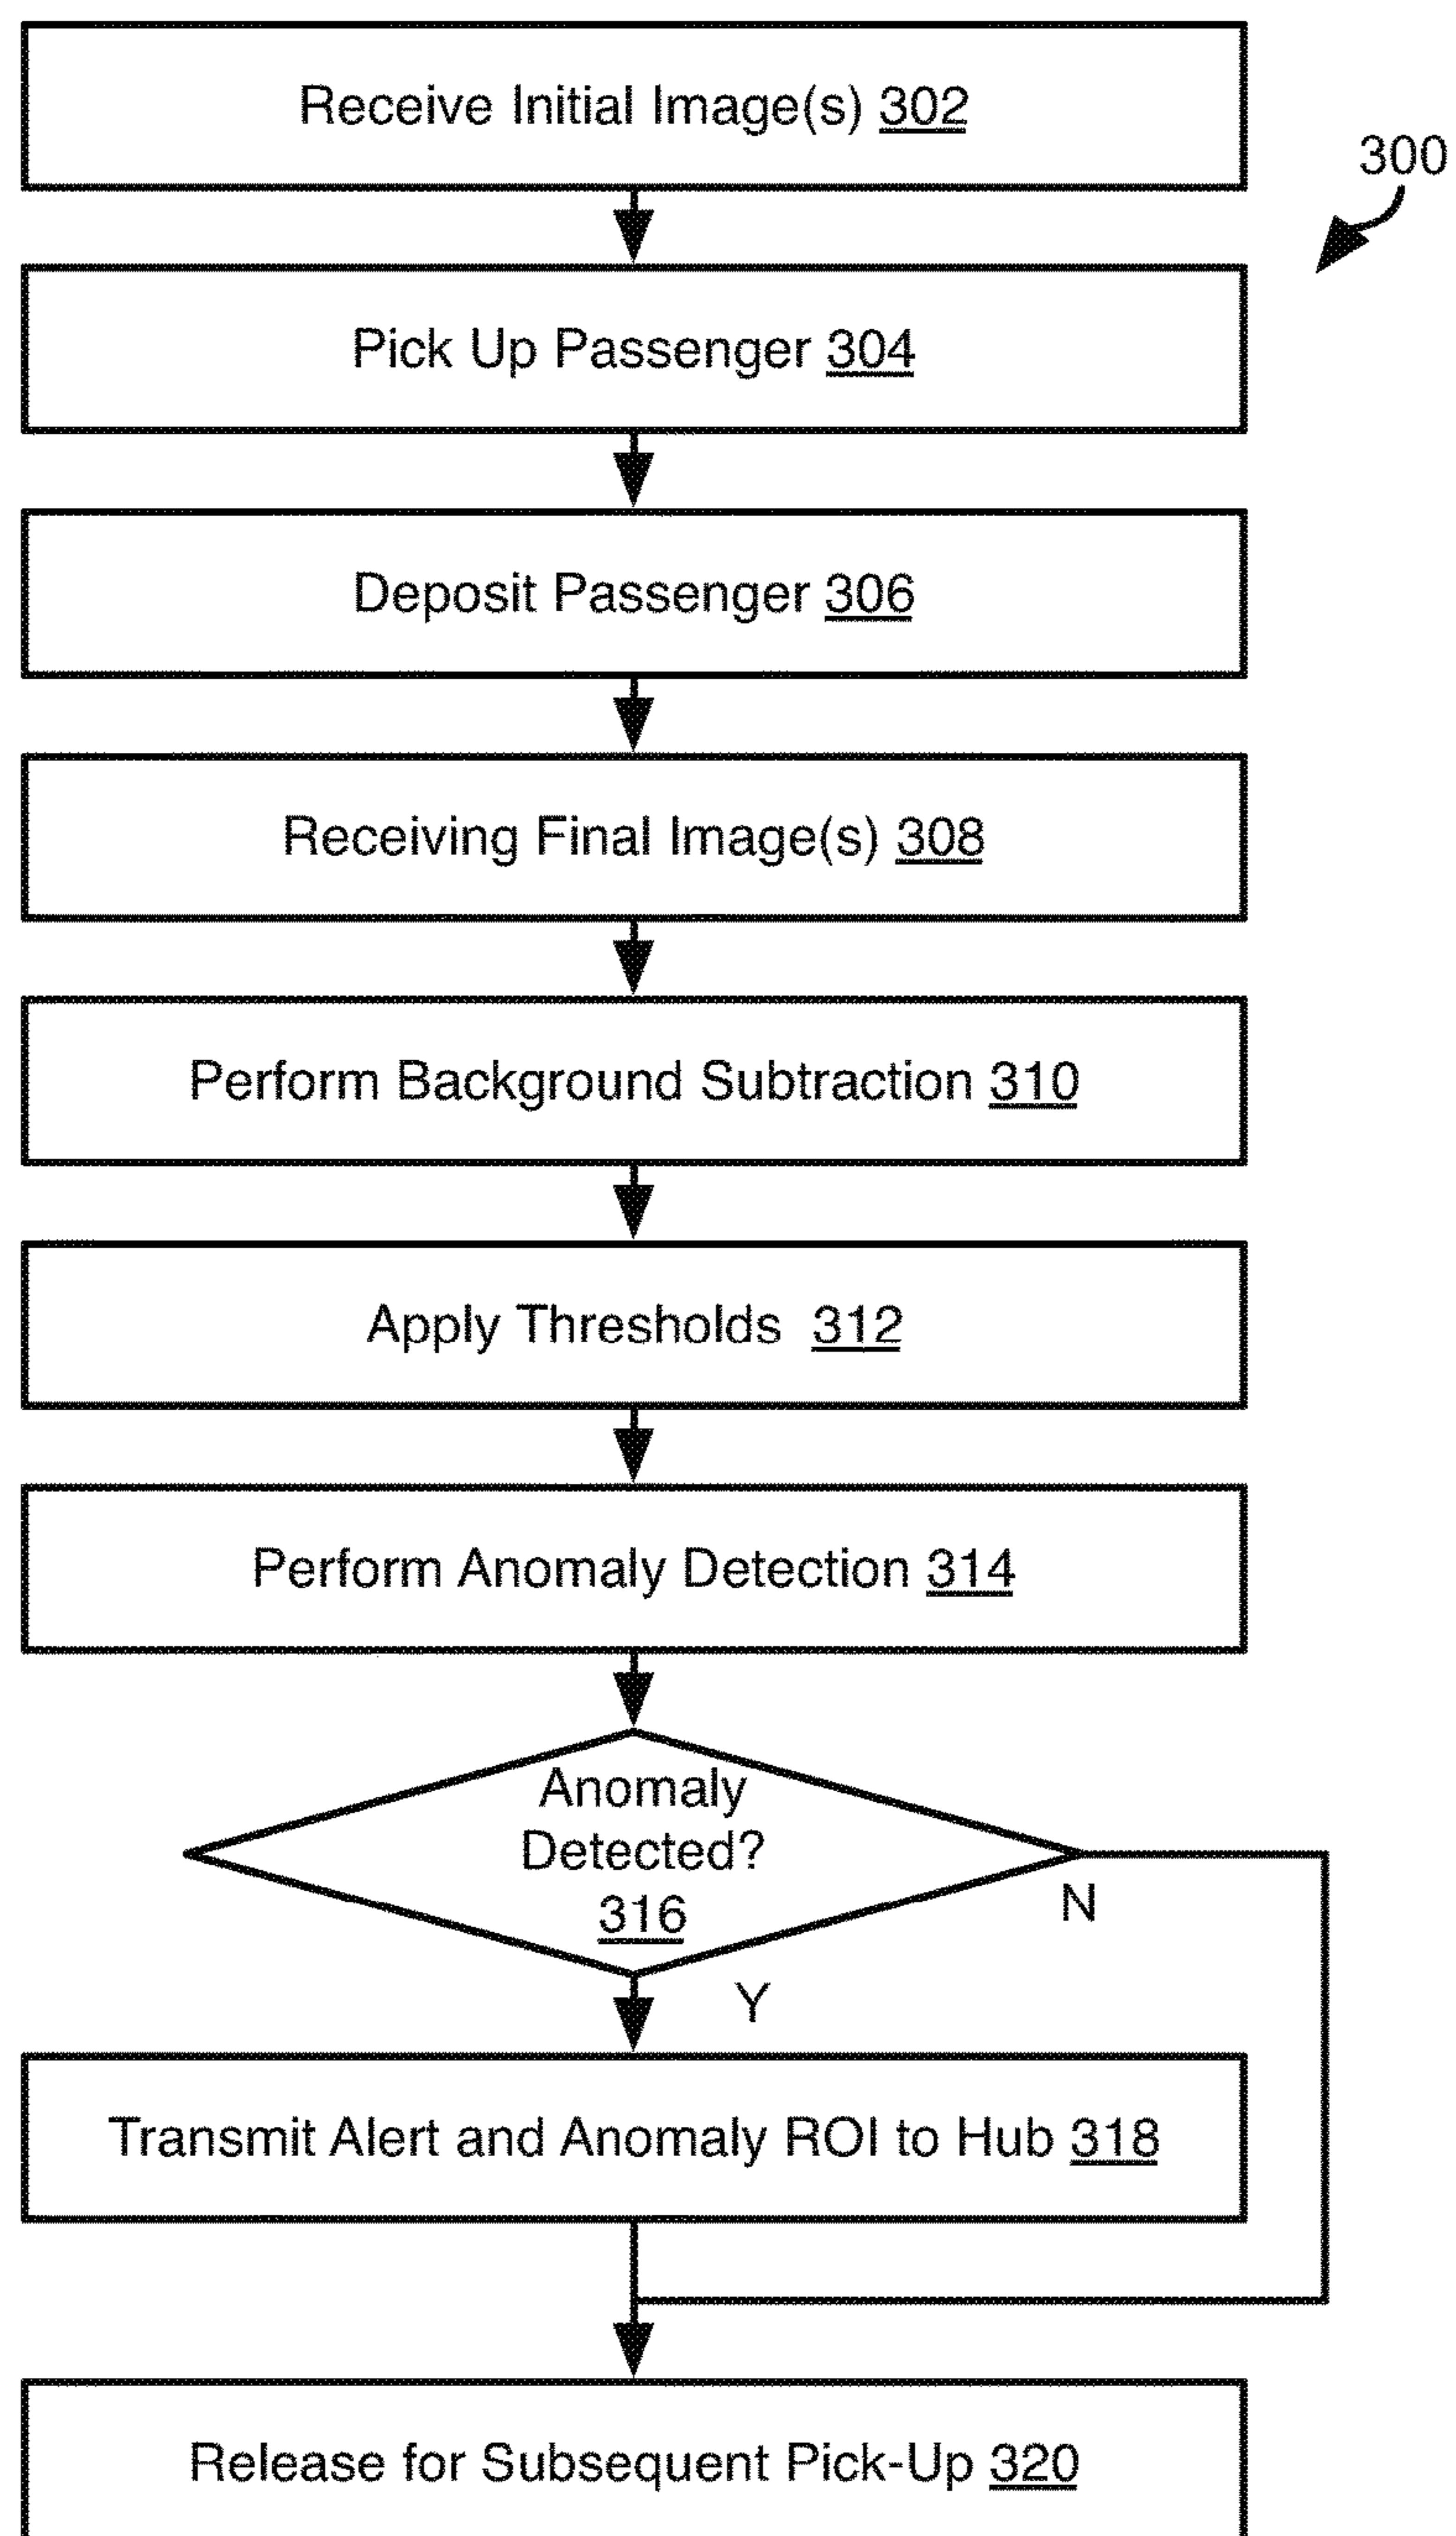 Receive Initial Image(s) 302
300
Pick Up Passenger 304
Deposit Passenger 306
Receiving Final Image(s) 308
Perform Background Subtraction 310
Apply Thresholds 312
Perform Anomaly Detection 314
Anomaly
Detected?
316
N
Y
Transmit Alert and Anomaly ROI to Hub 318
Release for Subsequent Pick-Up 320